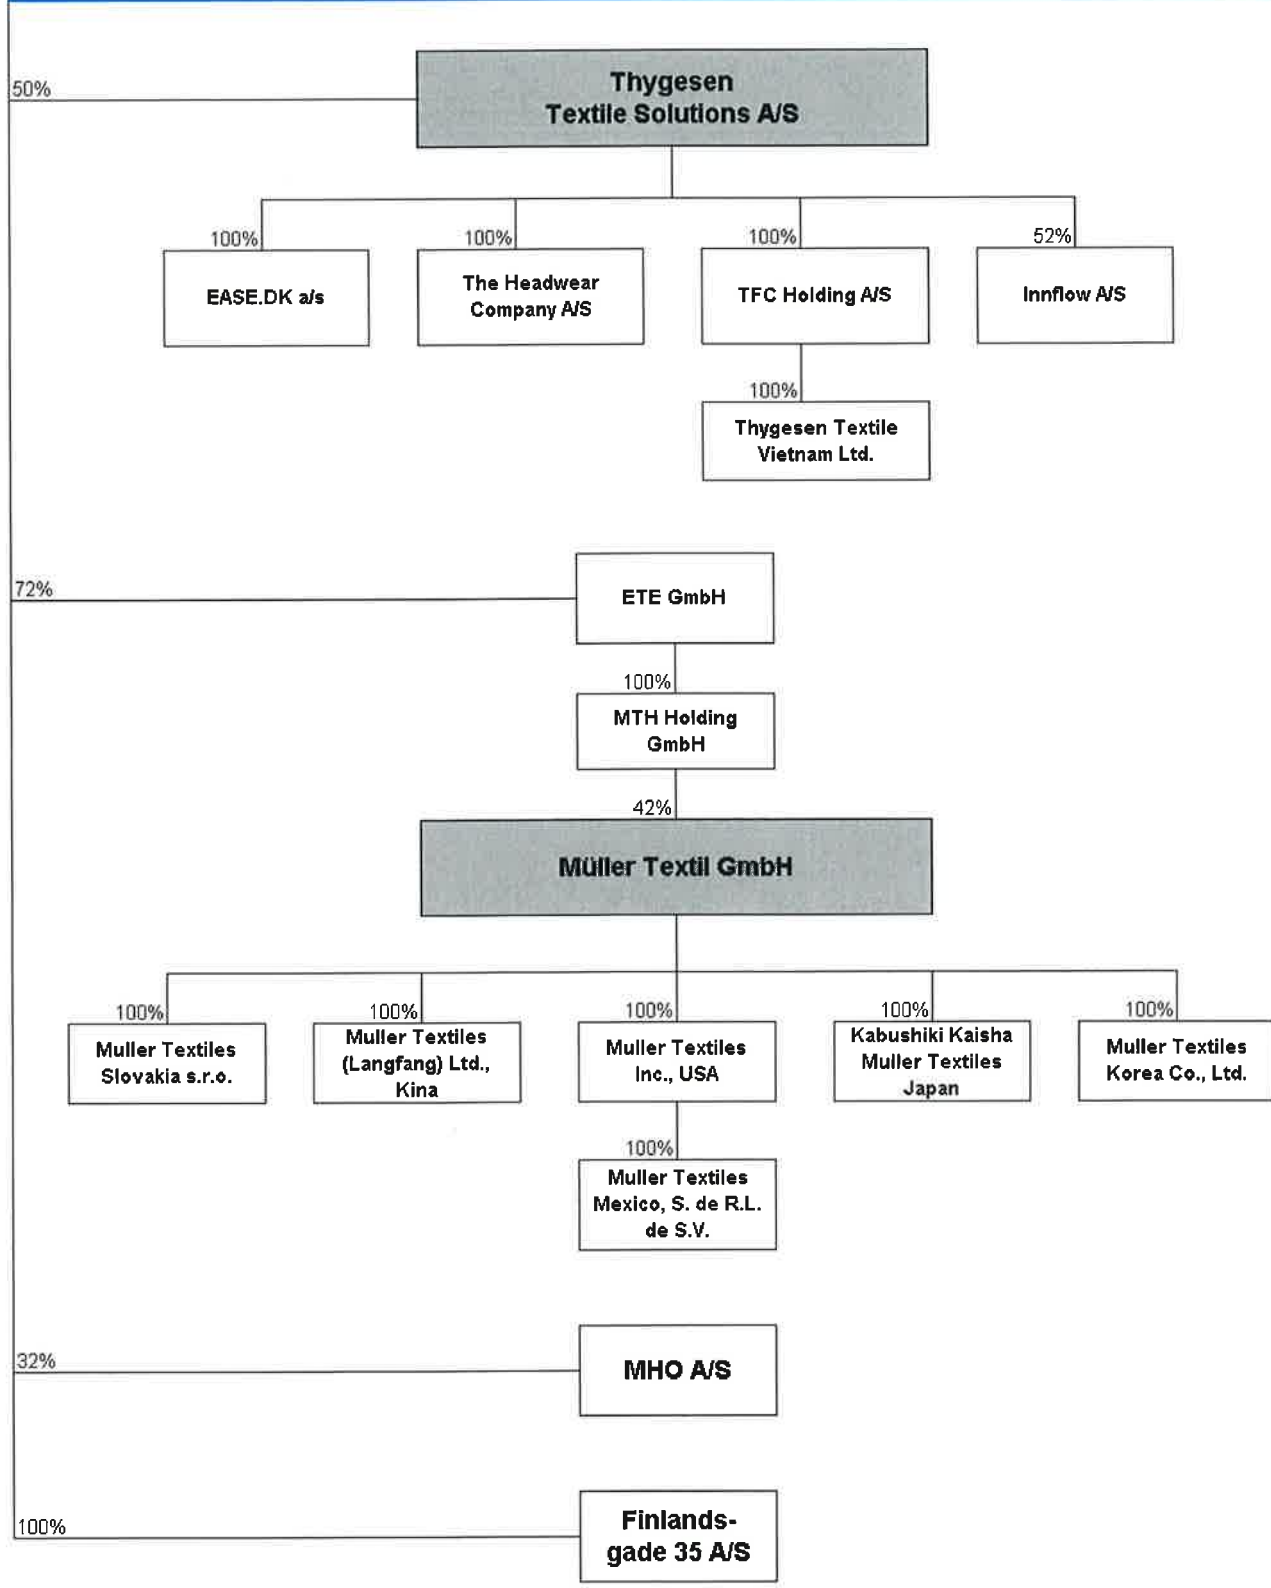 50%
Thygesen
Textile Solutions A/S
100%
100%
100%
52%
EASE.DK a/s
The Headwear
Company A/S
TFC Holding A/S
Innflow A/S
100%
Thygesen Textile
Vietnam Ltd.
72%
ETE GmbH
100%
MTH Holding
GmbH
42%
Müller Textil GmbH
100%
100%
100%
100%
100%
Muller Textiles
Slovakia s.r.o.
Muller Textiles
(Langfang) Ltd.,
Kina
Muller Textiles
Inc., USA
Kabushiki Kaisha
Muller Textiles
Japan
Muller Textiles
Korea Co., Ltd.
100%
Muller Textiles
Mexico, S. de R.L.
de S.V.
32%
MHO A/S
100%
Finlands-
gade 35 A/S